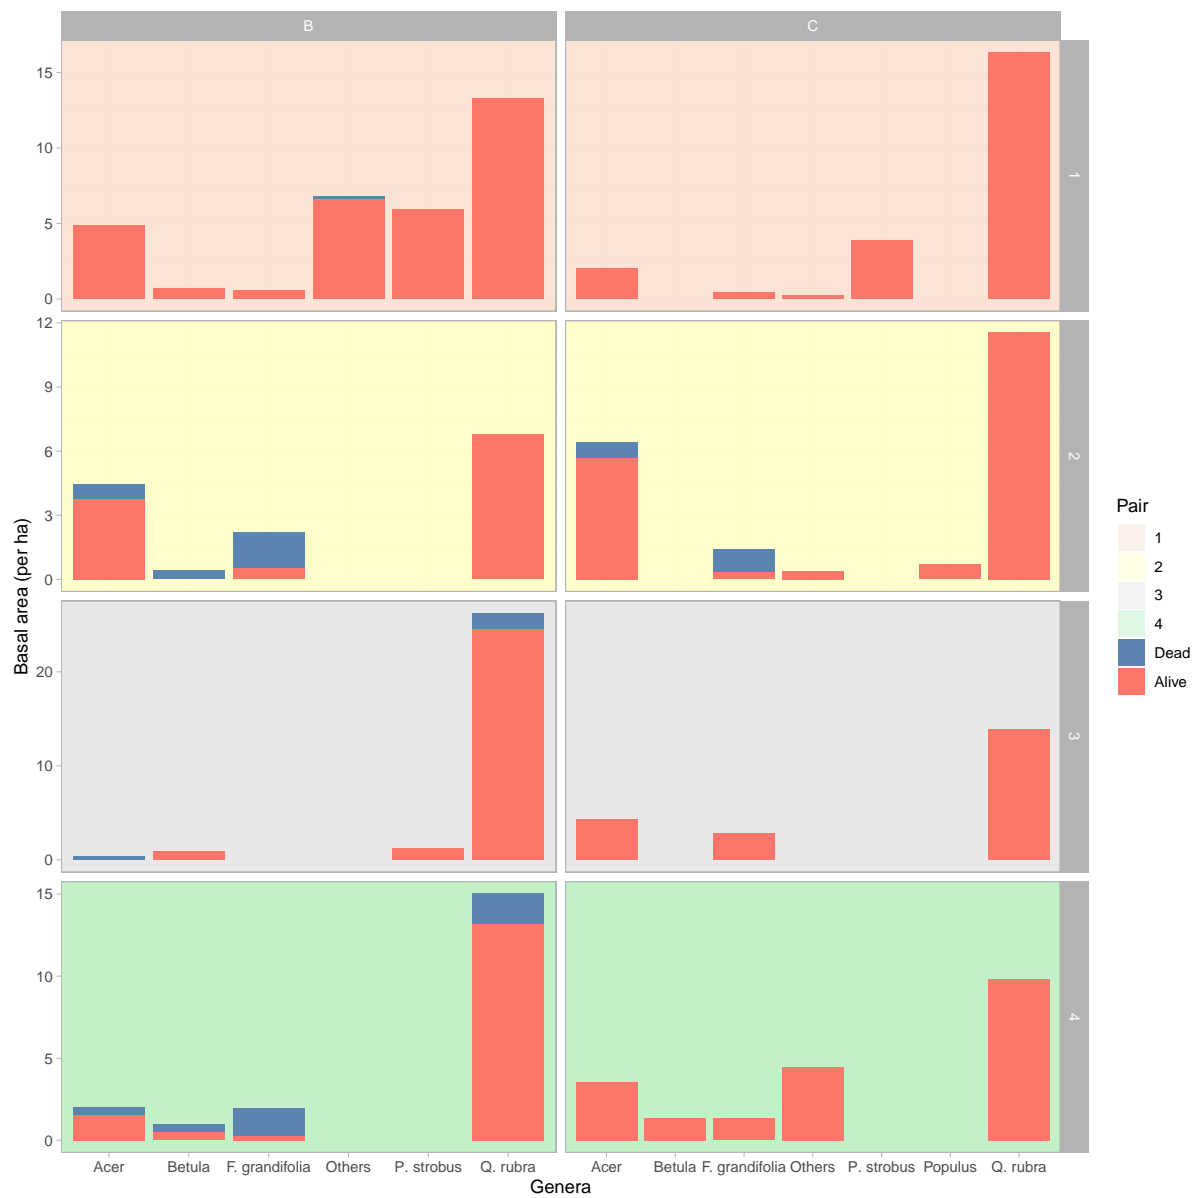 B
C
15
10
5
0
1
12
9
6
3
0
2
20
10
0
3
15
10
5
0
4
Acer Betula F. grandifolia Others P. strobus Q. rubra
Acer Betula F. grandifolia Others P. strobus Populus Q. rubra
Genera
Basal area (per ha)
Pair
1
2
3
4
Dead
Alive